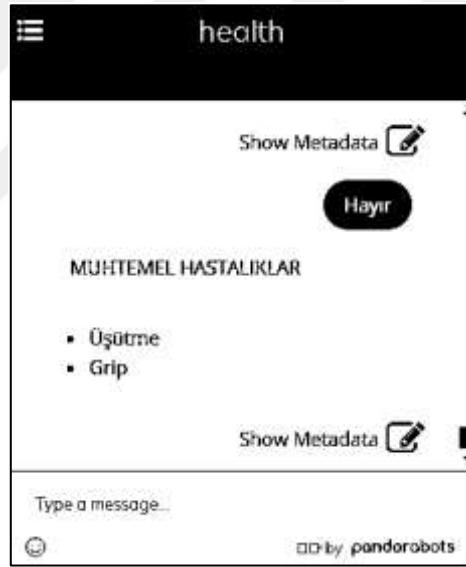 health
Show Metadata
Hayır
MUHTEMEL HASTALIKLAR
Üşütme
Grip
Show Metadata
Type a message...
by pandorabots